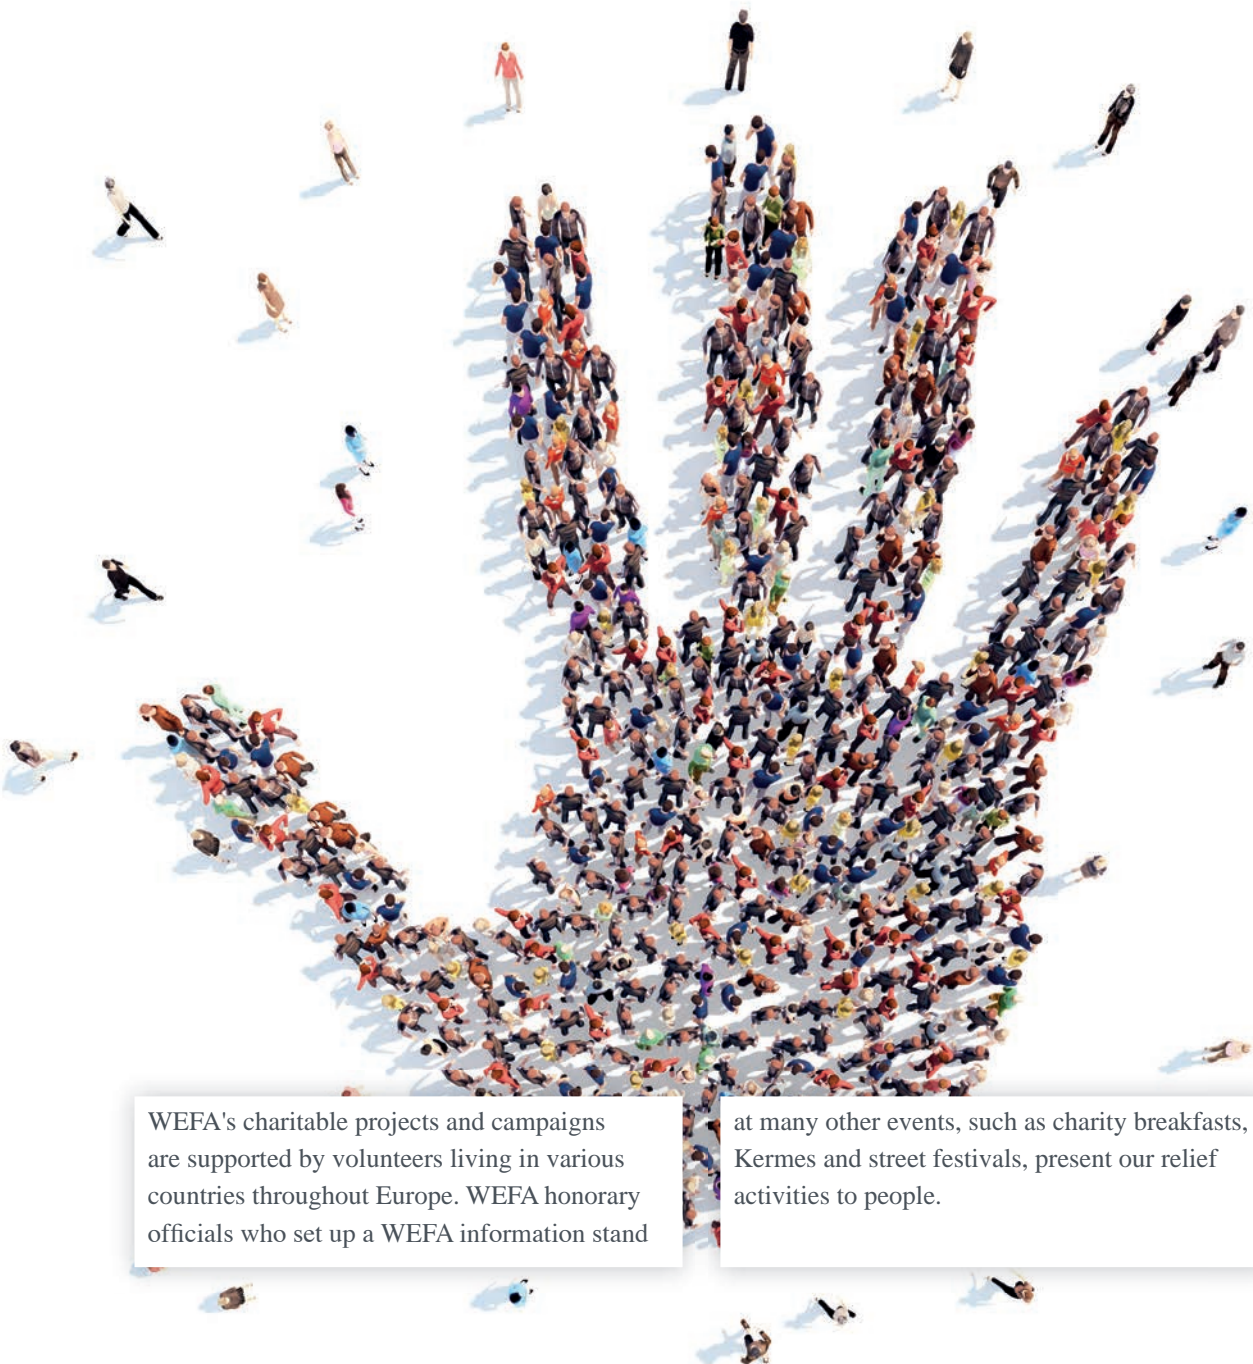 WEFA's charitable projects and campaigns
are supported by volunteers living in various
countries throughout Europe. WEFA honorary
officials who set up a WEFA information stand
at many other events, such as charity breakfasts,
Kermes and street festivals, present our relief
activities to people.